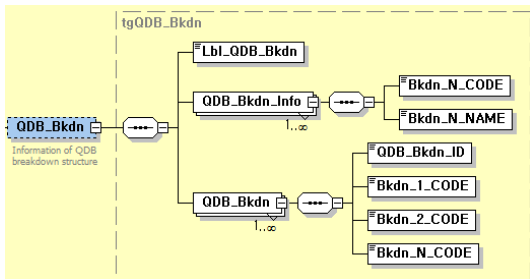 tgQDB_Bkdn
Lbl_QDB_Bkdn
QDB_Bkdn_Info
1..∞
Bkdn_N_CODE
Bkdn_N_NAME
QDB_Bkdn
Information of QDB
breakdown structure
QDB_Bkdn
1..∞
QDB_Bkdn_ID
Bkdn_1_CODE
Bkdn_2_CODE
Bkdn_N_CODE